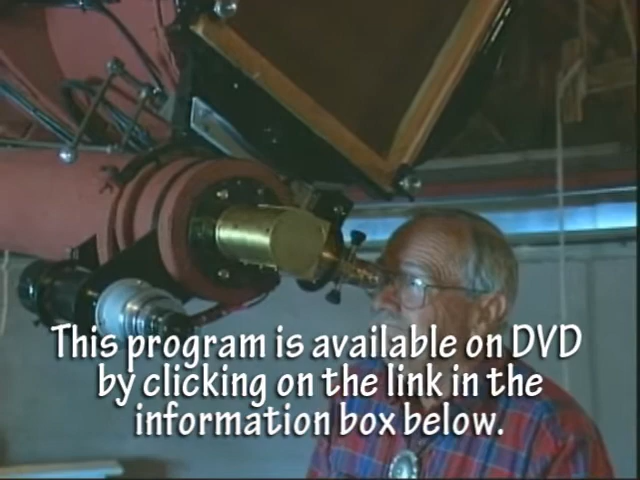 This program is available on DVD
by clicking on the link in the
information box below.